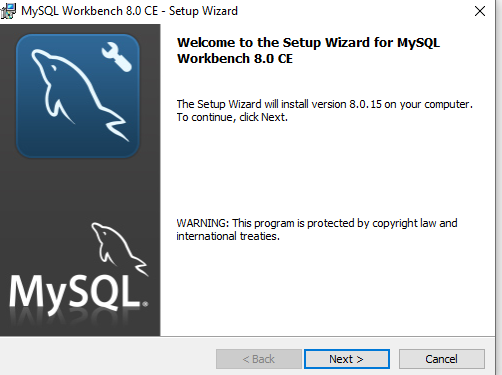 MySQL Workbench 8.0 CE - Setup Wizard
Welcome to the Setup Wizard for MySQL
Workbench 8.0 CE
The Setup Wizard will install version 8.0.15 on your computer.
To continue, click Next.
WARNING: This program is protected by copyright law and
international treaties.
MySQL®
< Back
Next >
Cancel